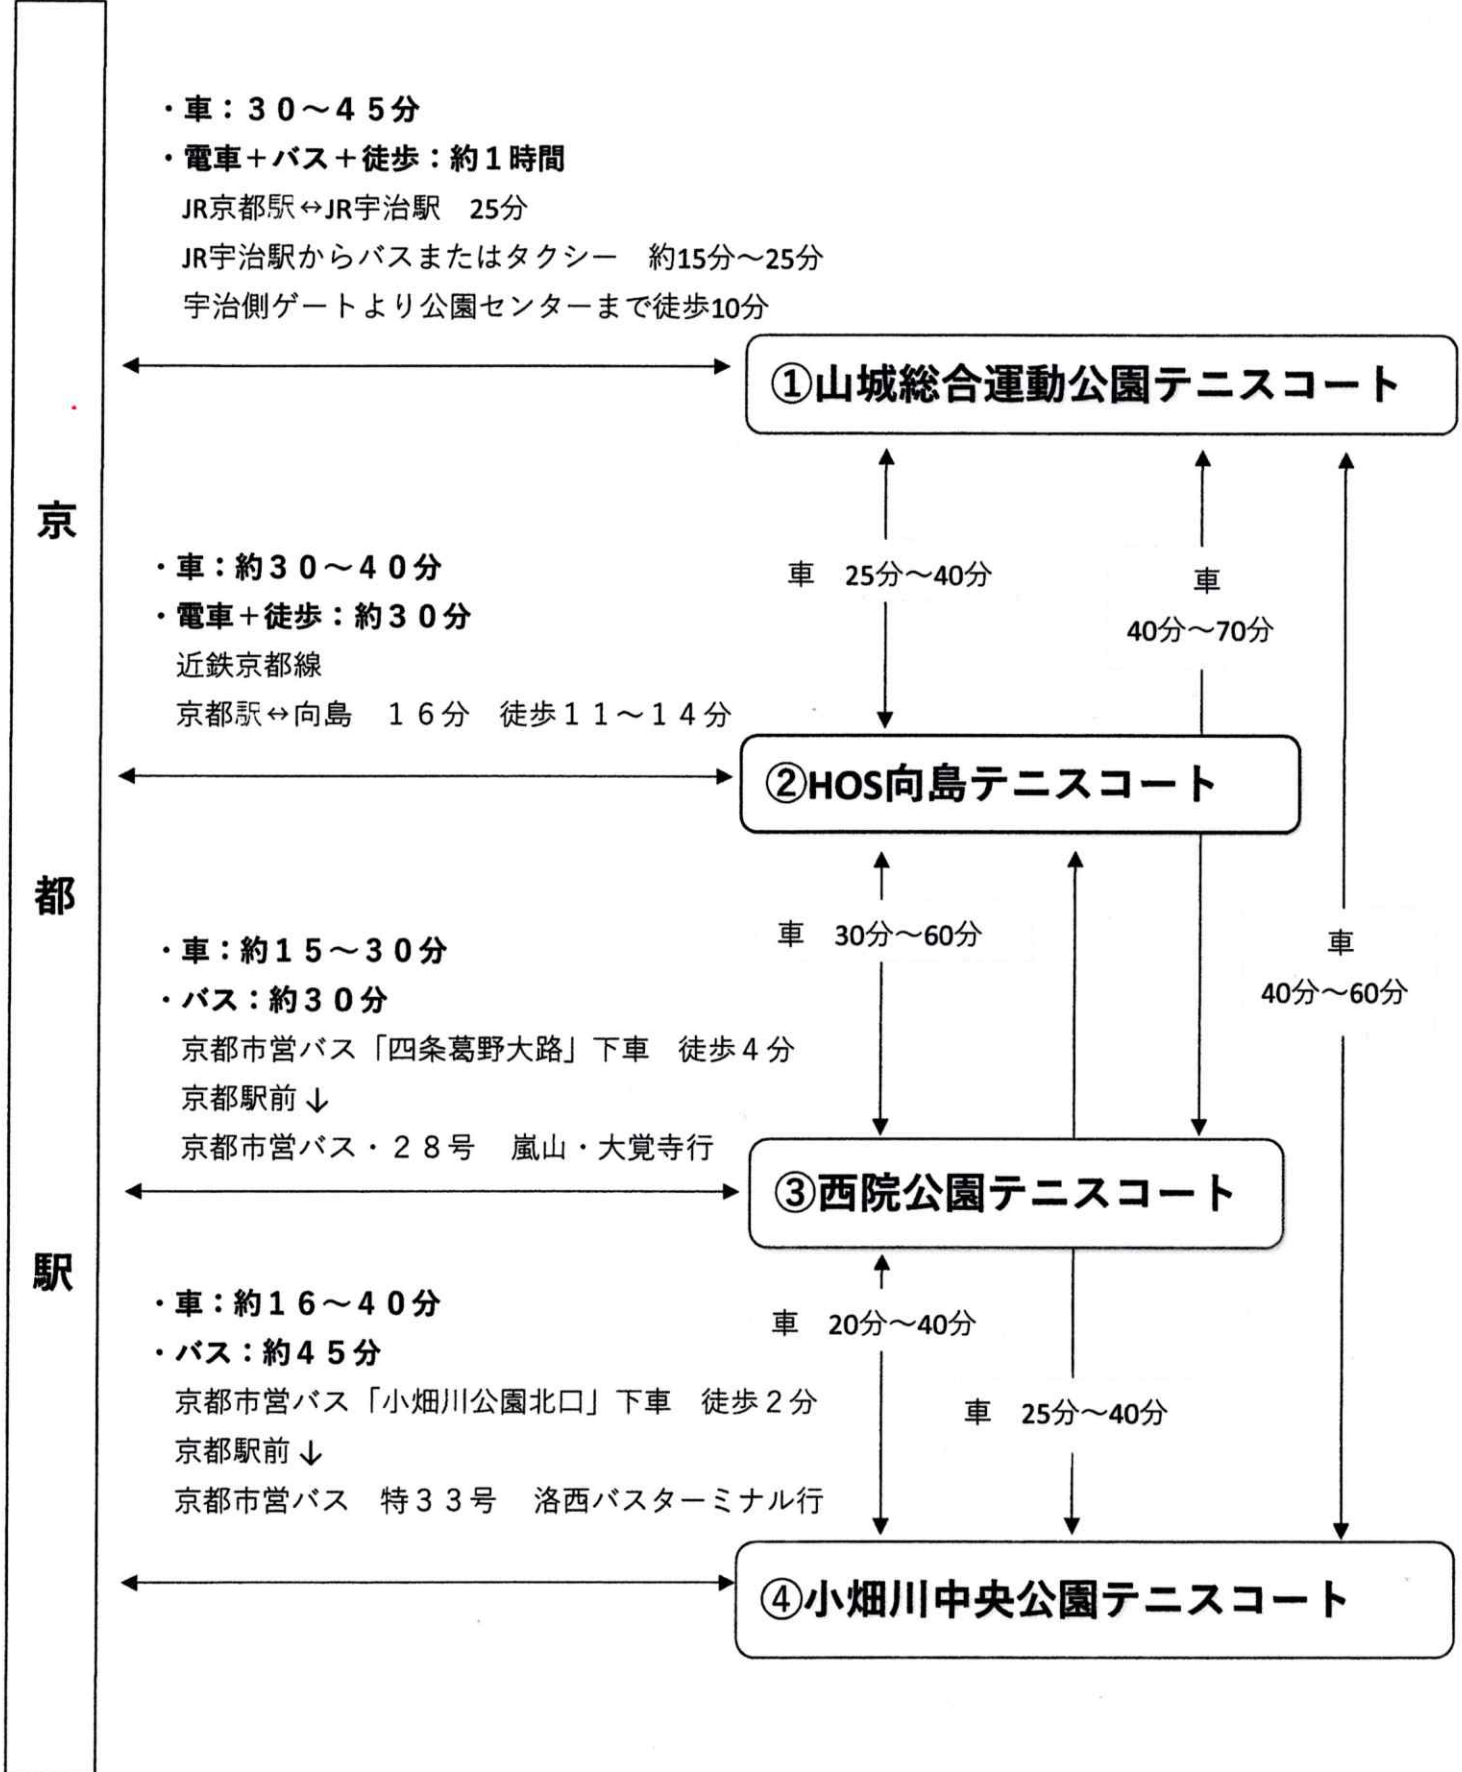 京都駅
・車：３０～４５分
・電車＋バス＋徒歩：約１時間
JR京都駅↔JR宇治駅　25分
JR宇治駅からバスまたはタクシー　約15分～25分
宇治側ゲートより公園センターまで徒歩10分
①山城総合運動公園テニスコート
車　25分～40分
車
40分～70分
・車：約３０～４０分
・電車＋徒歩：約３０分
近鉄京都線
京都駅↔向島　１６分　徒歩１１～１４分
②HOS向島テニスコート
車　30分～60分
車
40分～60分
・車：約１５～３０分
・バス：約３０分
京都市営バス「四条葛野大路」下車　徒歩４分
京都駅前↓
京都市営バス・２８号　嵐山・大覚寺行
③西院公園テニスコート
車　20分～40分
車　25分～40分
・車：約１６～４０分
・バス：約４５分
京都市営バス「小畑川公園北口」下車　徒歩２分
京都駅前↓
京都市営バス　特３３号　洛西バスターミナル行
④小畑川中央公園テニスコート